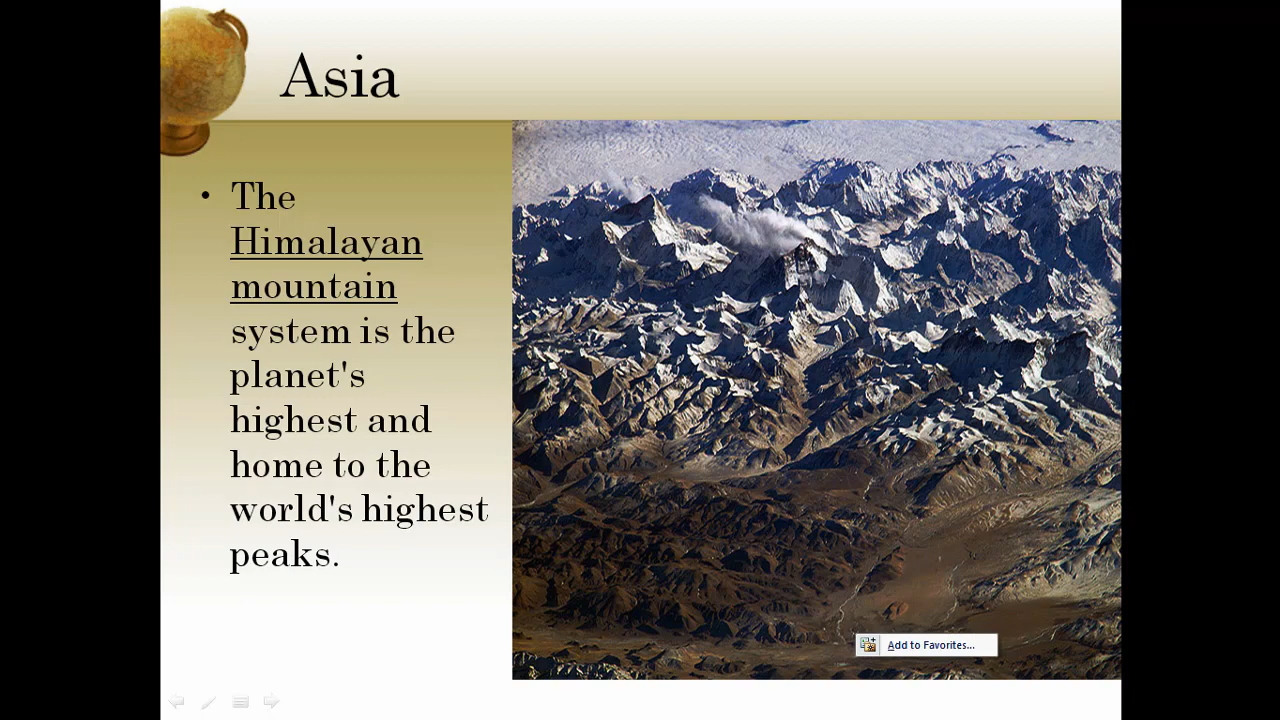 Asia
• The
Himalayan
mountain
system is the
planet's
highest and
home to the
world's highest
peaks.
Add to Favorites...